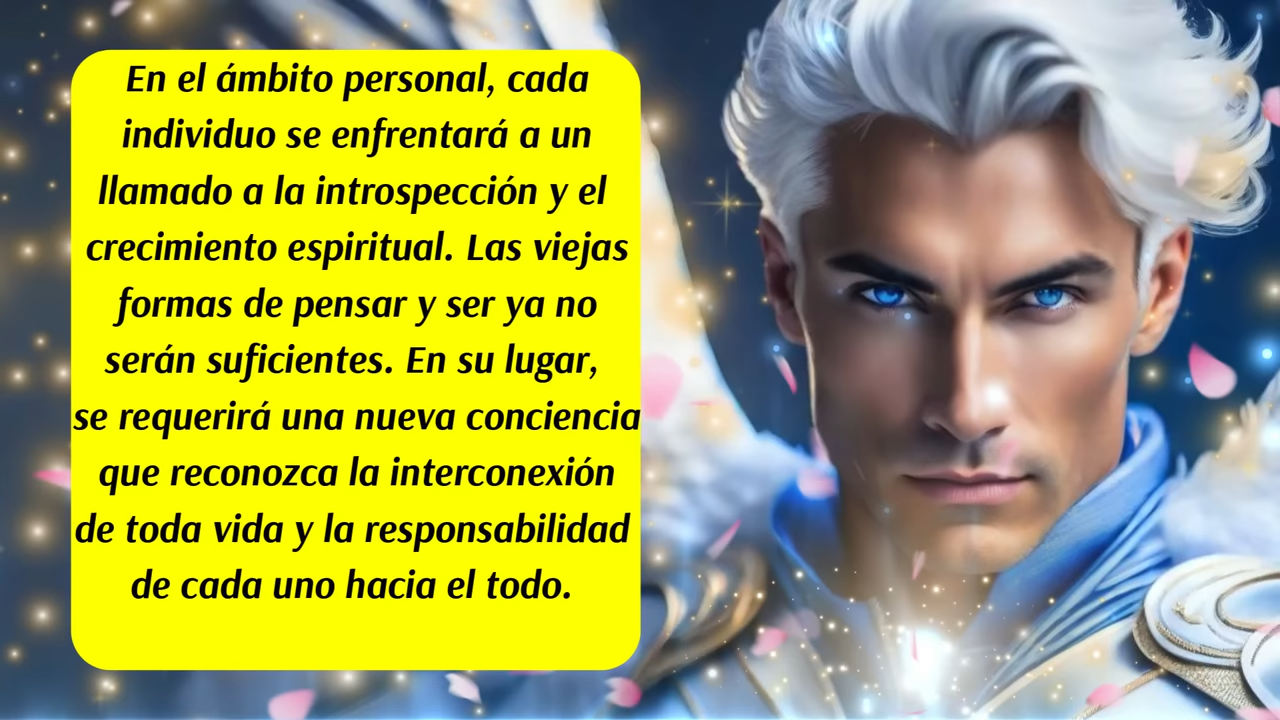 En el ámbito personal, cada
individuo se enfrentará a un
llamado a la introspección y el
crecimiento espiritual. Las viejas
formas de pensar y ser ya no
serán suficientes. En su lugar,
se requerirá una nueva conciencia
que reconozca la interconexión
de toda vida y la responsabilidad
de cada uno hacia el todo.